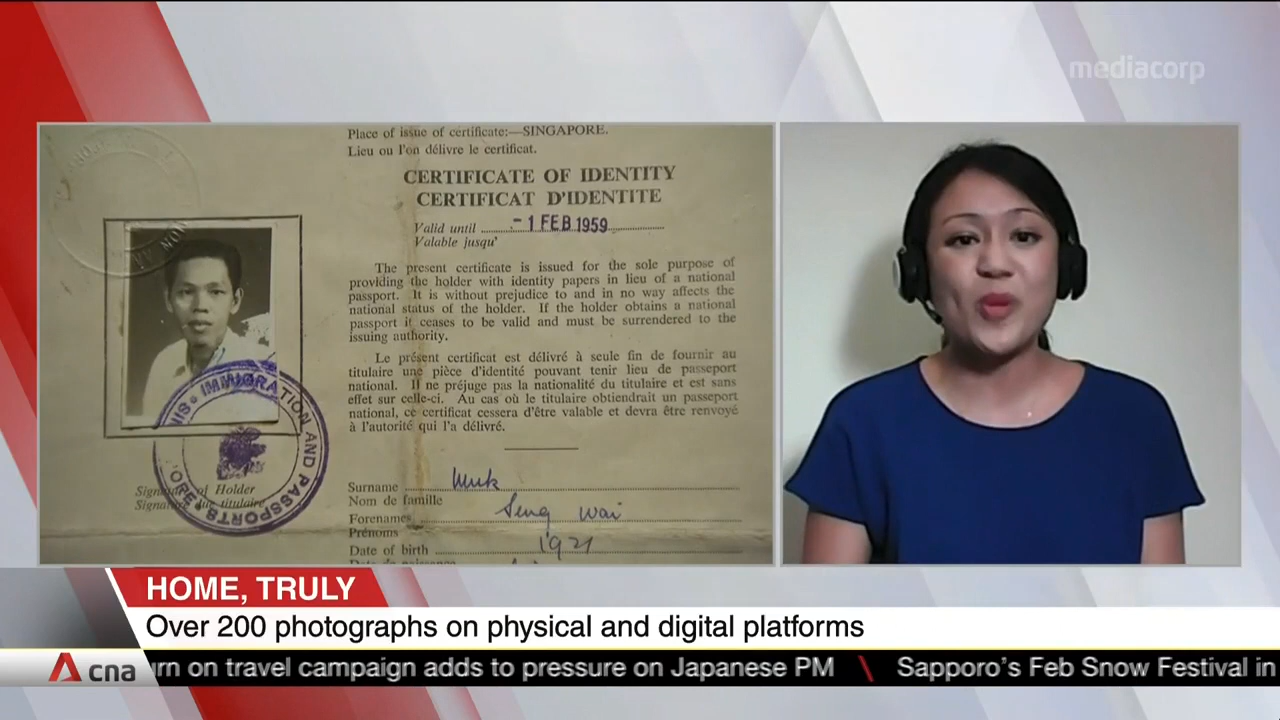 mediacorp
Place of issue of certificate:—SINGAPORE.
Lieu ou l'on délivre le certificat.
CERTIFICATE OF IDENTITY
CERTIFICAT D'IDENTITE
Valid until - 1 FEB 1959
Valable jusqu'
The present certificate is issued for the sole purpose of
providing the holder with identity papers in lieu of a national
passport. It is without prejudice to and in no way affects the
national status of the holder. If the holder obtains a national
passport it ceases to be valid and must be surrendered to the
issuing authority.
Le présent certificat est délivré à seule fin de fournir au
titulaire une pièce d'identité pouvant tenir lieu de passeport
national. Il ne préjuge pas la nationalité du titulaire et est sans
effet sur celle-ci. Au cas où le titulaire obtiendrait un passeport
national, ce certificat cessera d'être valable et devra être renvoyé
à l'autorité qui l'a délivré.
IMMIGRATION AND PASSPORTS
Signature of Holder
Signature du titulaire
Surname
Nom de famille
Forenames Seng Wai
Prénoms
Date of birth 1921
HOME, TRULY
Over 200 photographs on physical and digital platforms
cna
urn on travel campaign adds to pressure on Japanese PM \ Sapporo's Feb Snow Festival in